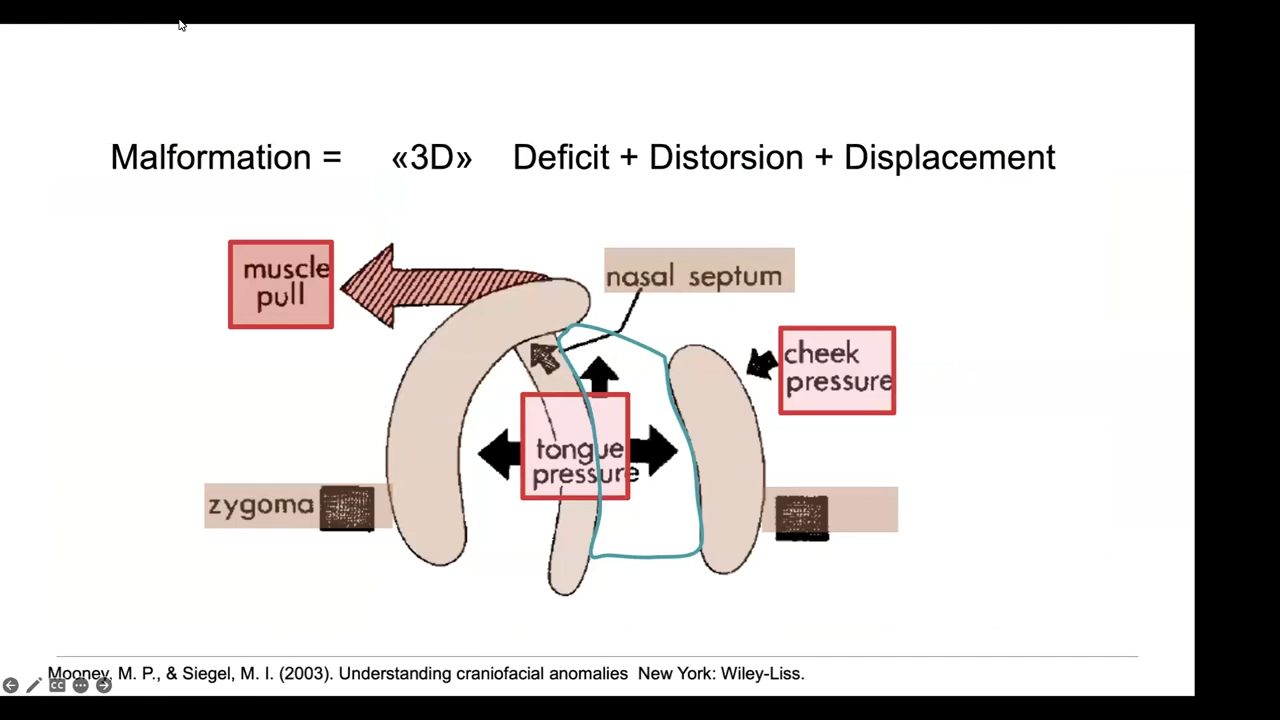 Malformation = «3D» Deficit + Distorsion + Displacement
muscle
pull
nasal septum
cheek
pressure
tongue
pressure
zygoma
Mooney, M. P., & Siegel, M. I. (2003). Understanding craniofacial anomalies New York: Wiley-Liss.
CC